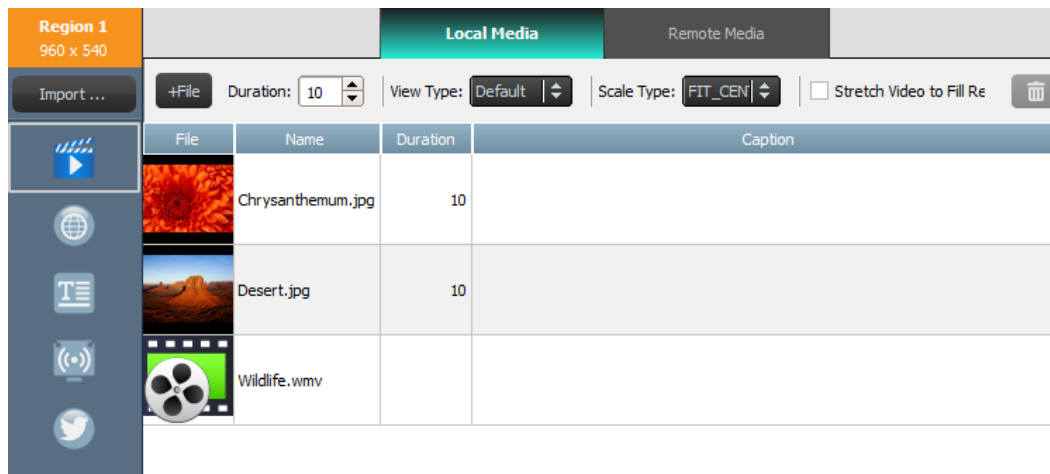 Region 1
960 x 540
Local Media
Remote Media
Import ...
+File
Duration:
10
View Type:
Default
Scale Type:
FIT_CEN
Stretch Video to Fill Re
File
Name
Duration
Caption
Chrysanthemum.jpg
10
Desert.jpg
10
Wildlife.wmv